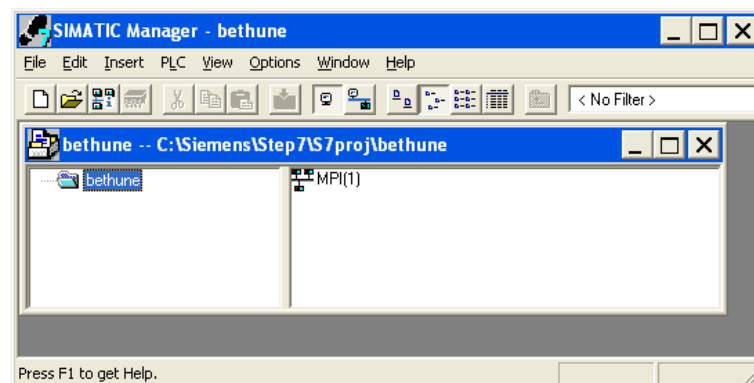 SIMATIC Manager - bethune
File Edit Insert PLC View Options Window Help
< No Filter >
bethune -- C:\Siemens\Step7\S7proj\bethune
bethune
MPI(1)
Press F1 to get Help.